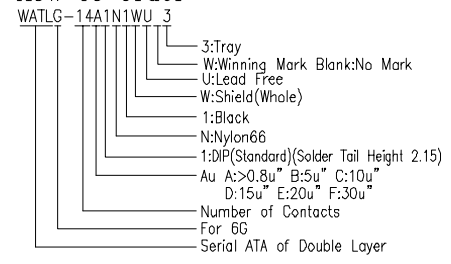 WATLG-14A1N1WU 3
3:Tray
W:Winning Mark Blank:No Mark
U:Lead Free
W:Shield(Whole)
1:Black
N:Nylon66
1:DIP(Standard)(Solder Tail Height 2.15)
Au A:>0.8u" B:5u" C:10u"
D:15u" E:20u" F:30u"
Number of Contacts
For 6G
Serial ATA of Double Layer